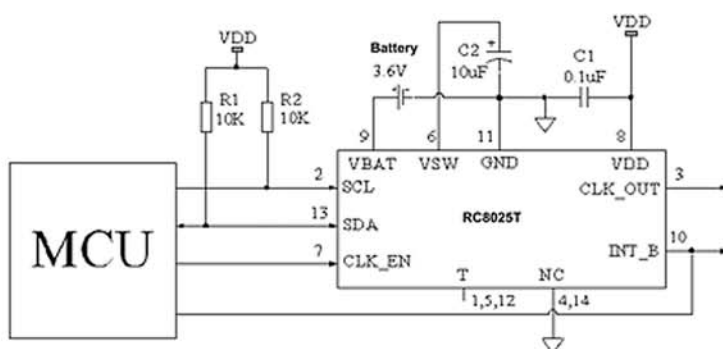 VDD
R1
10K
R2
10K
Battery
3.6V
C2
10uF
C1
0.1uF
VDD
9
6
11
8
VBAT
VSW
GND
VDD
MCU
2
SCL
13
SDA
7
CLK_EN
RC8025T
CLK_OUT
3
INT_B
10
T
NC
1,5,12
4,14